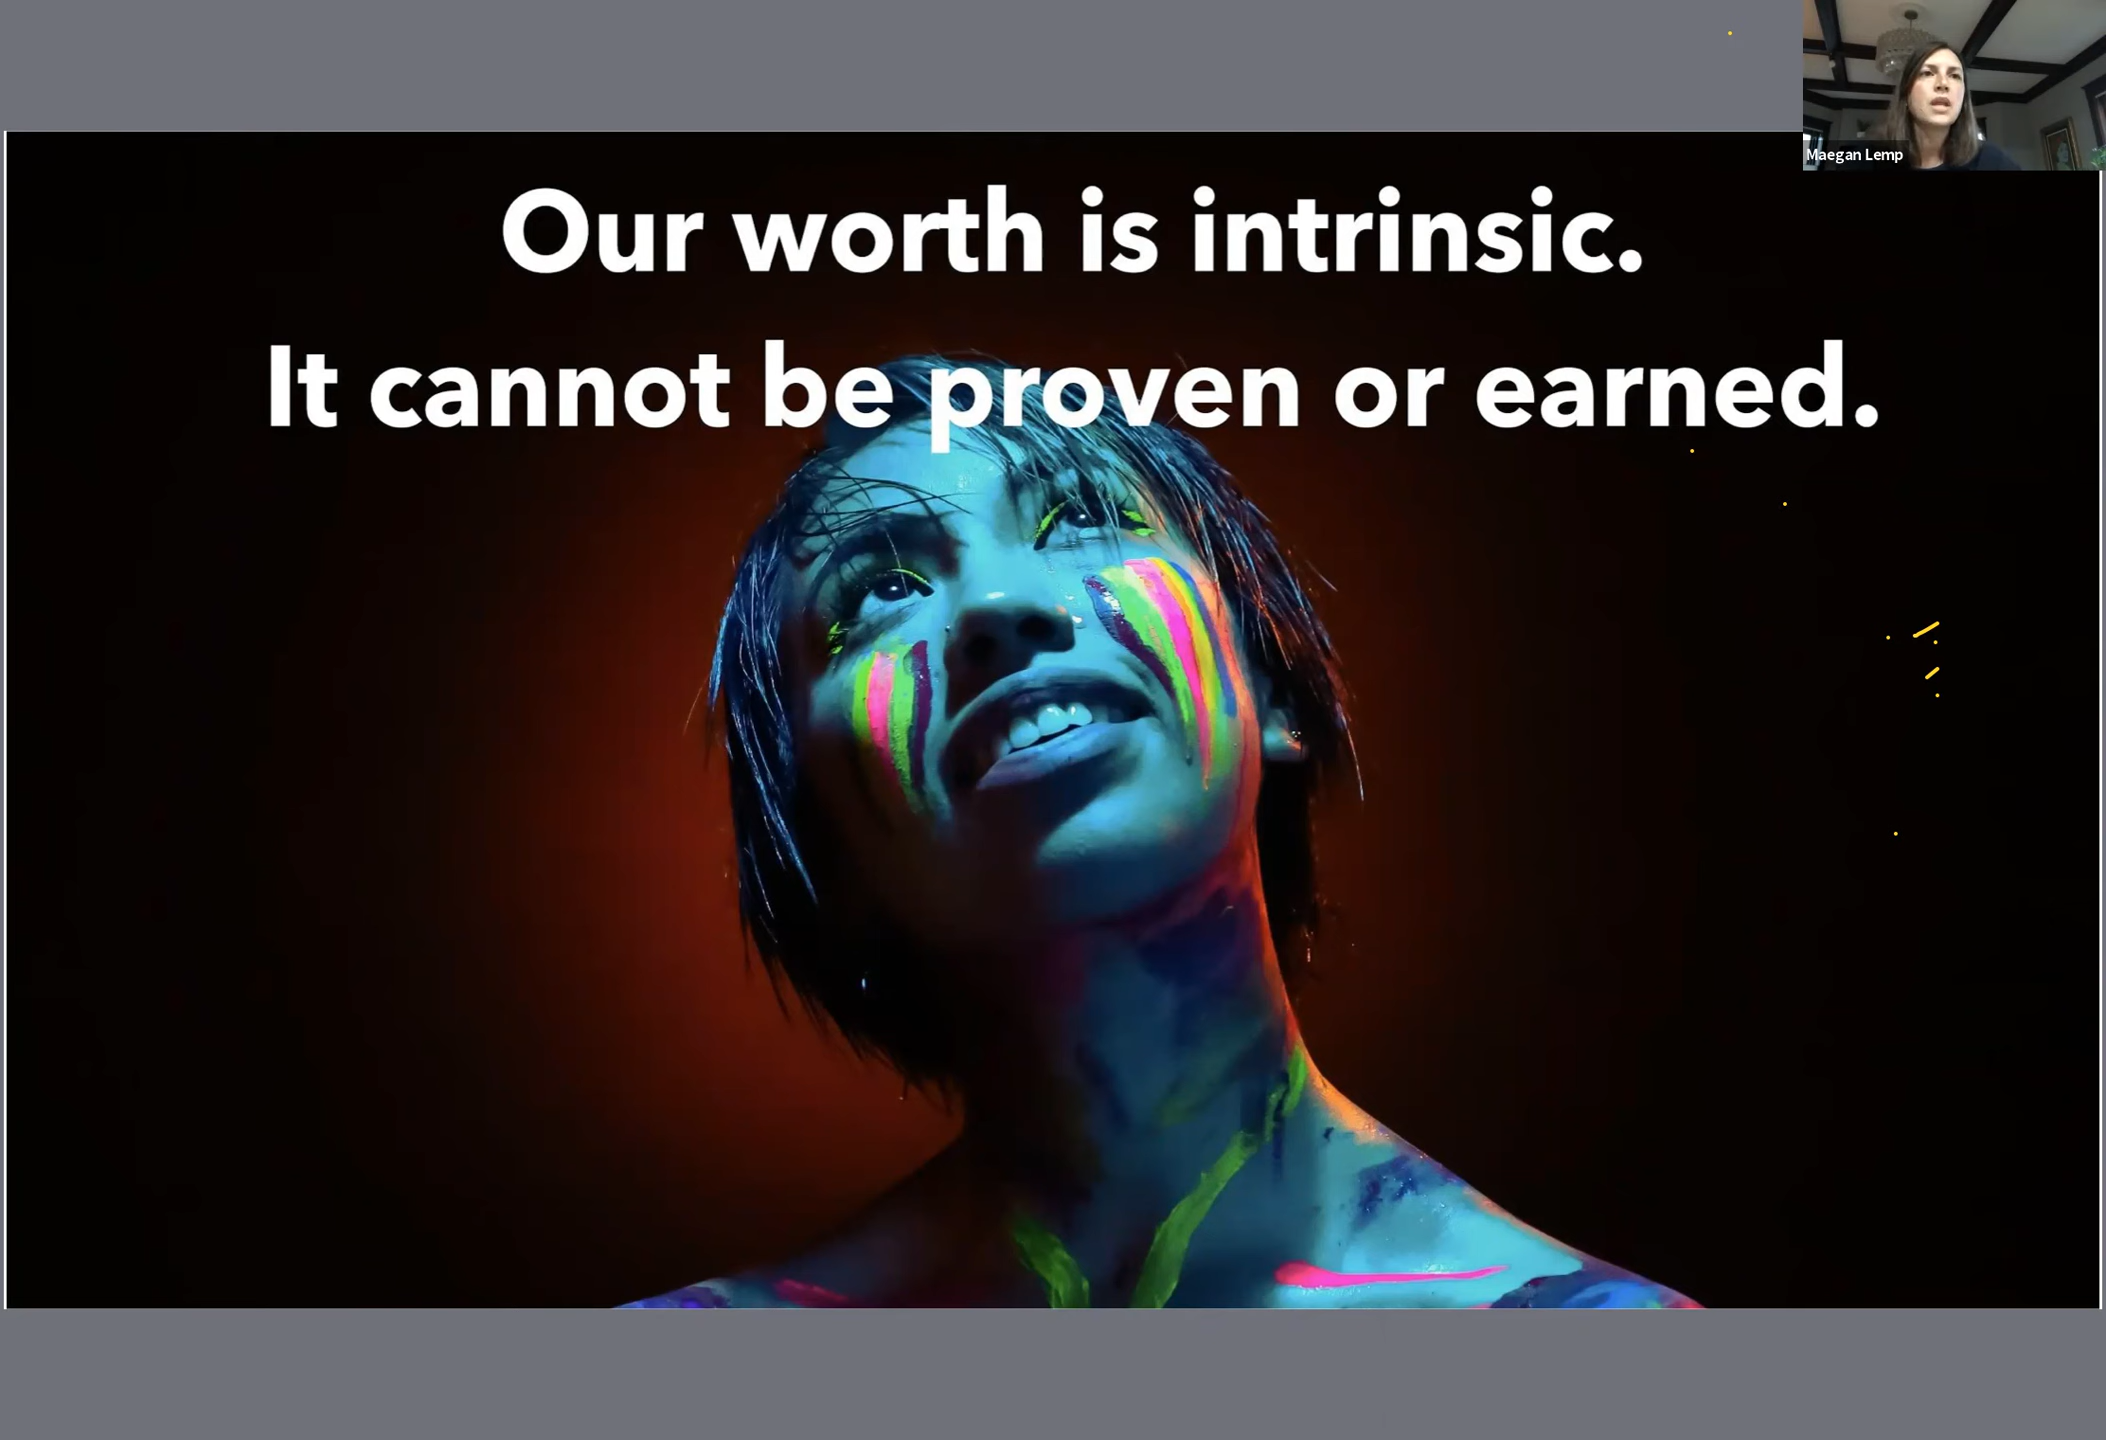 Maegan Lemp
Our worth is intrinsic.
It cannot be proven or earned.